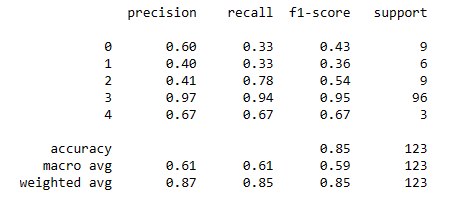 precision recall f1-score support
0 0.60 0.33 0.43 9
1 0.40 0.33 0.36 6
2 0.41 0.78 0.54 9
3 0.97 0.94 0.95 96
4 0.67 0.67 0.67 3
accuracy 0.85 123
macro avg 0.61 0.61 0.59 123
weighted avg 0.87 0.85 0.85 123